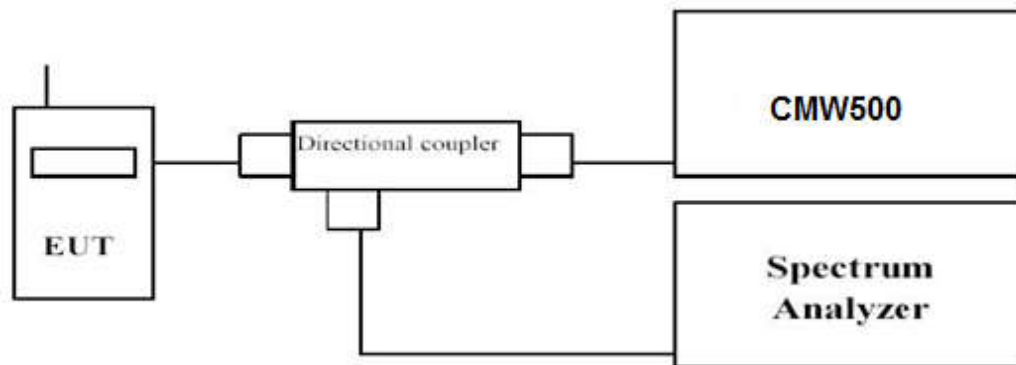 EUT
Directional coupler
CMW500
Spectrum
Analyzer